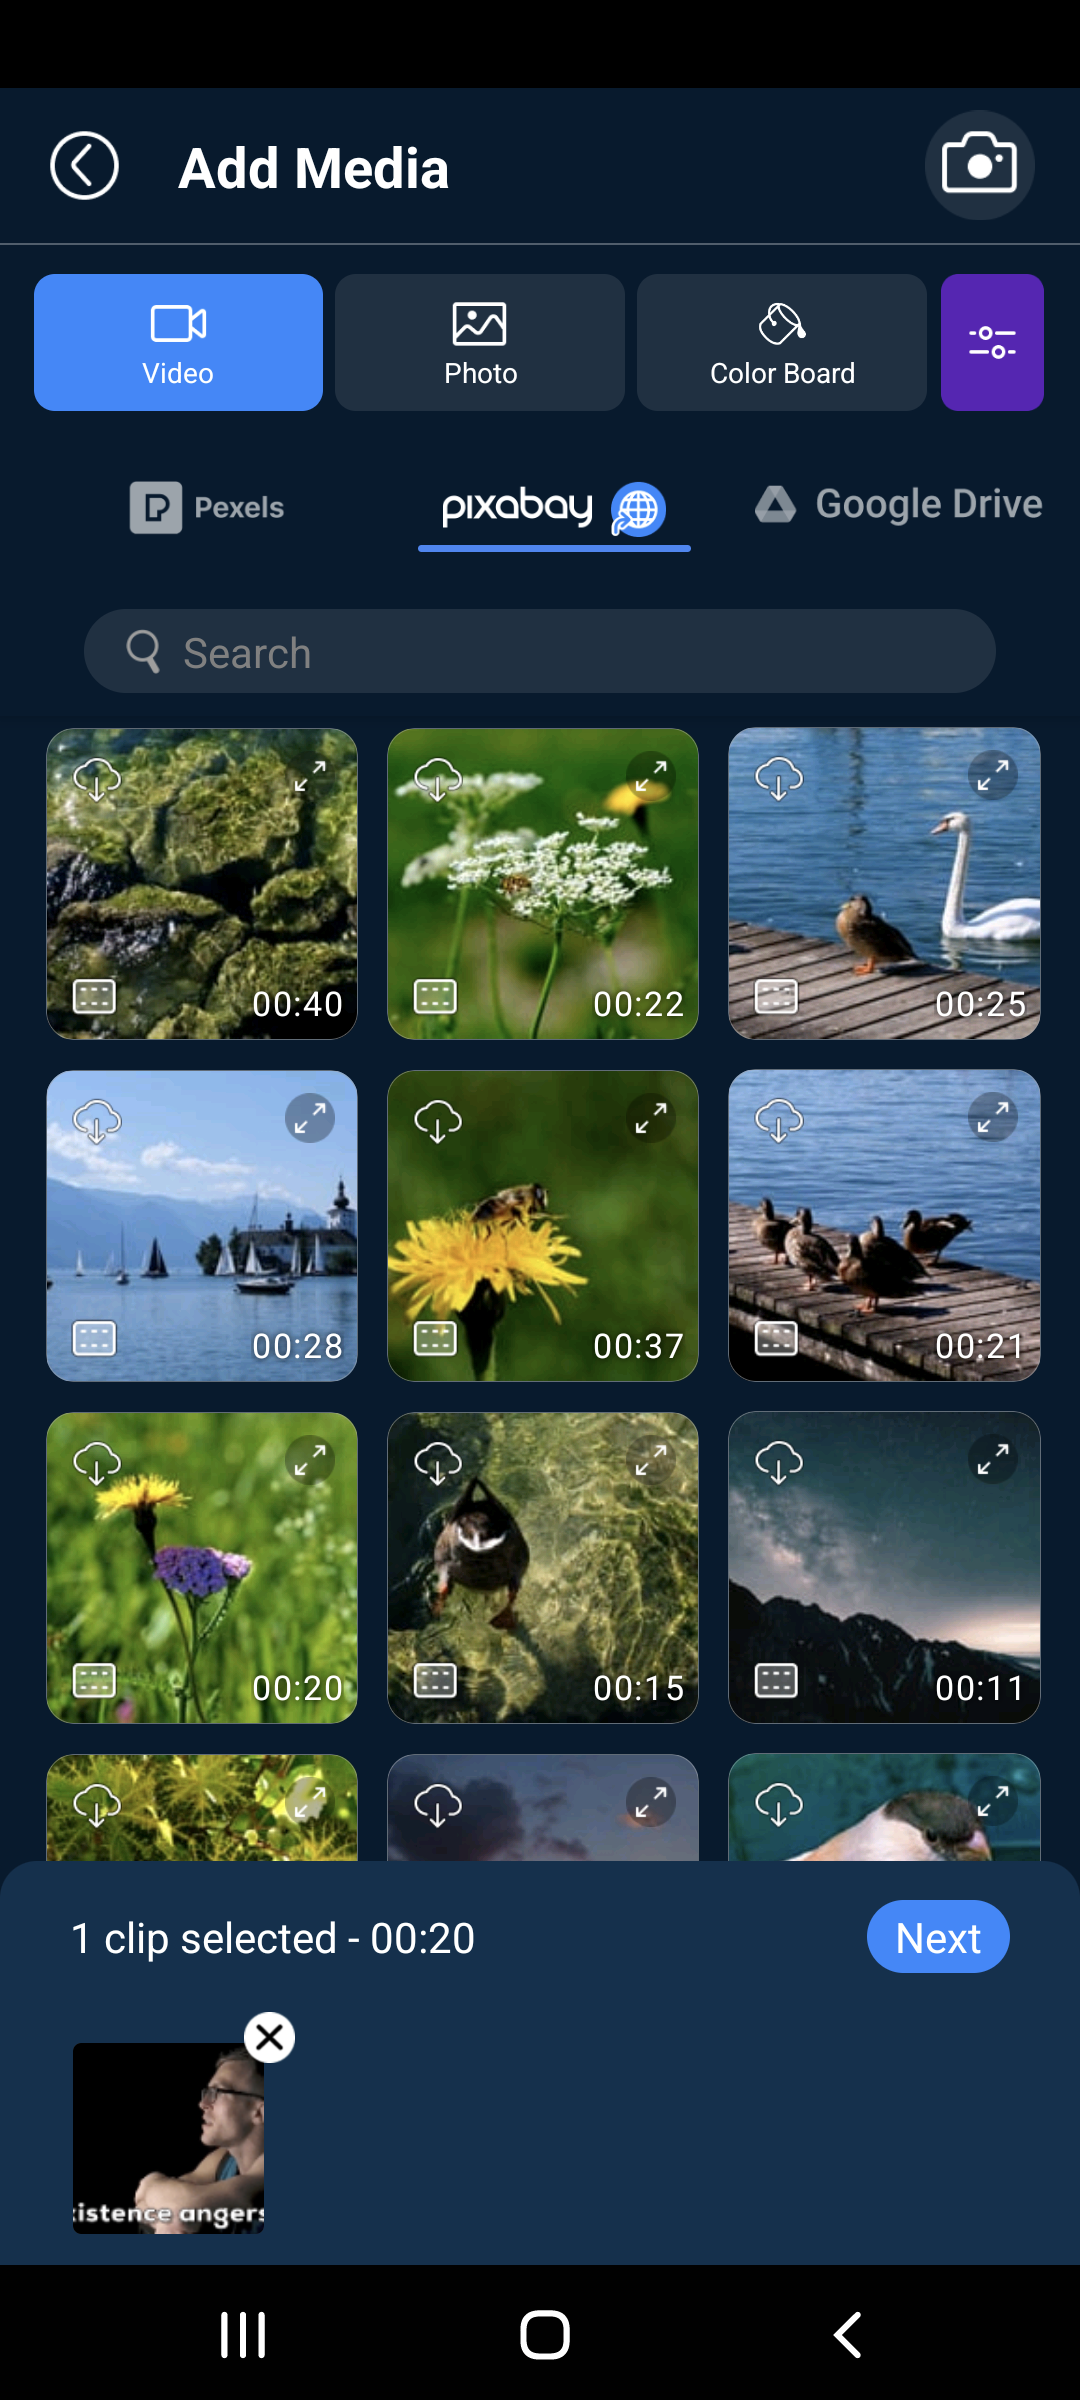 Add Media
Video
Photo
Color Board
Pexels
pixabay
Google Drive
Search
00:40
00:22
00:25
00:28
00:37
00:21
00:20
00:15
00:11
1 clip selected - 00:20
Next
istence angers